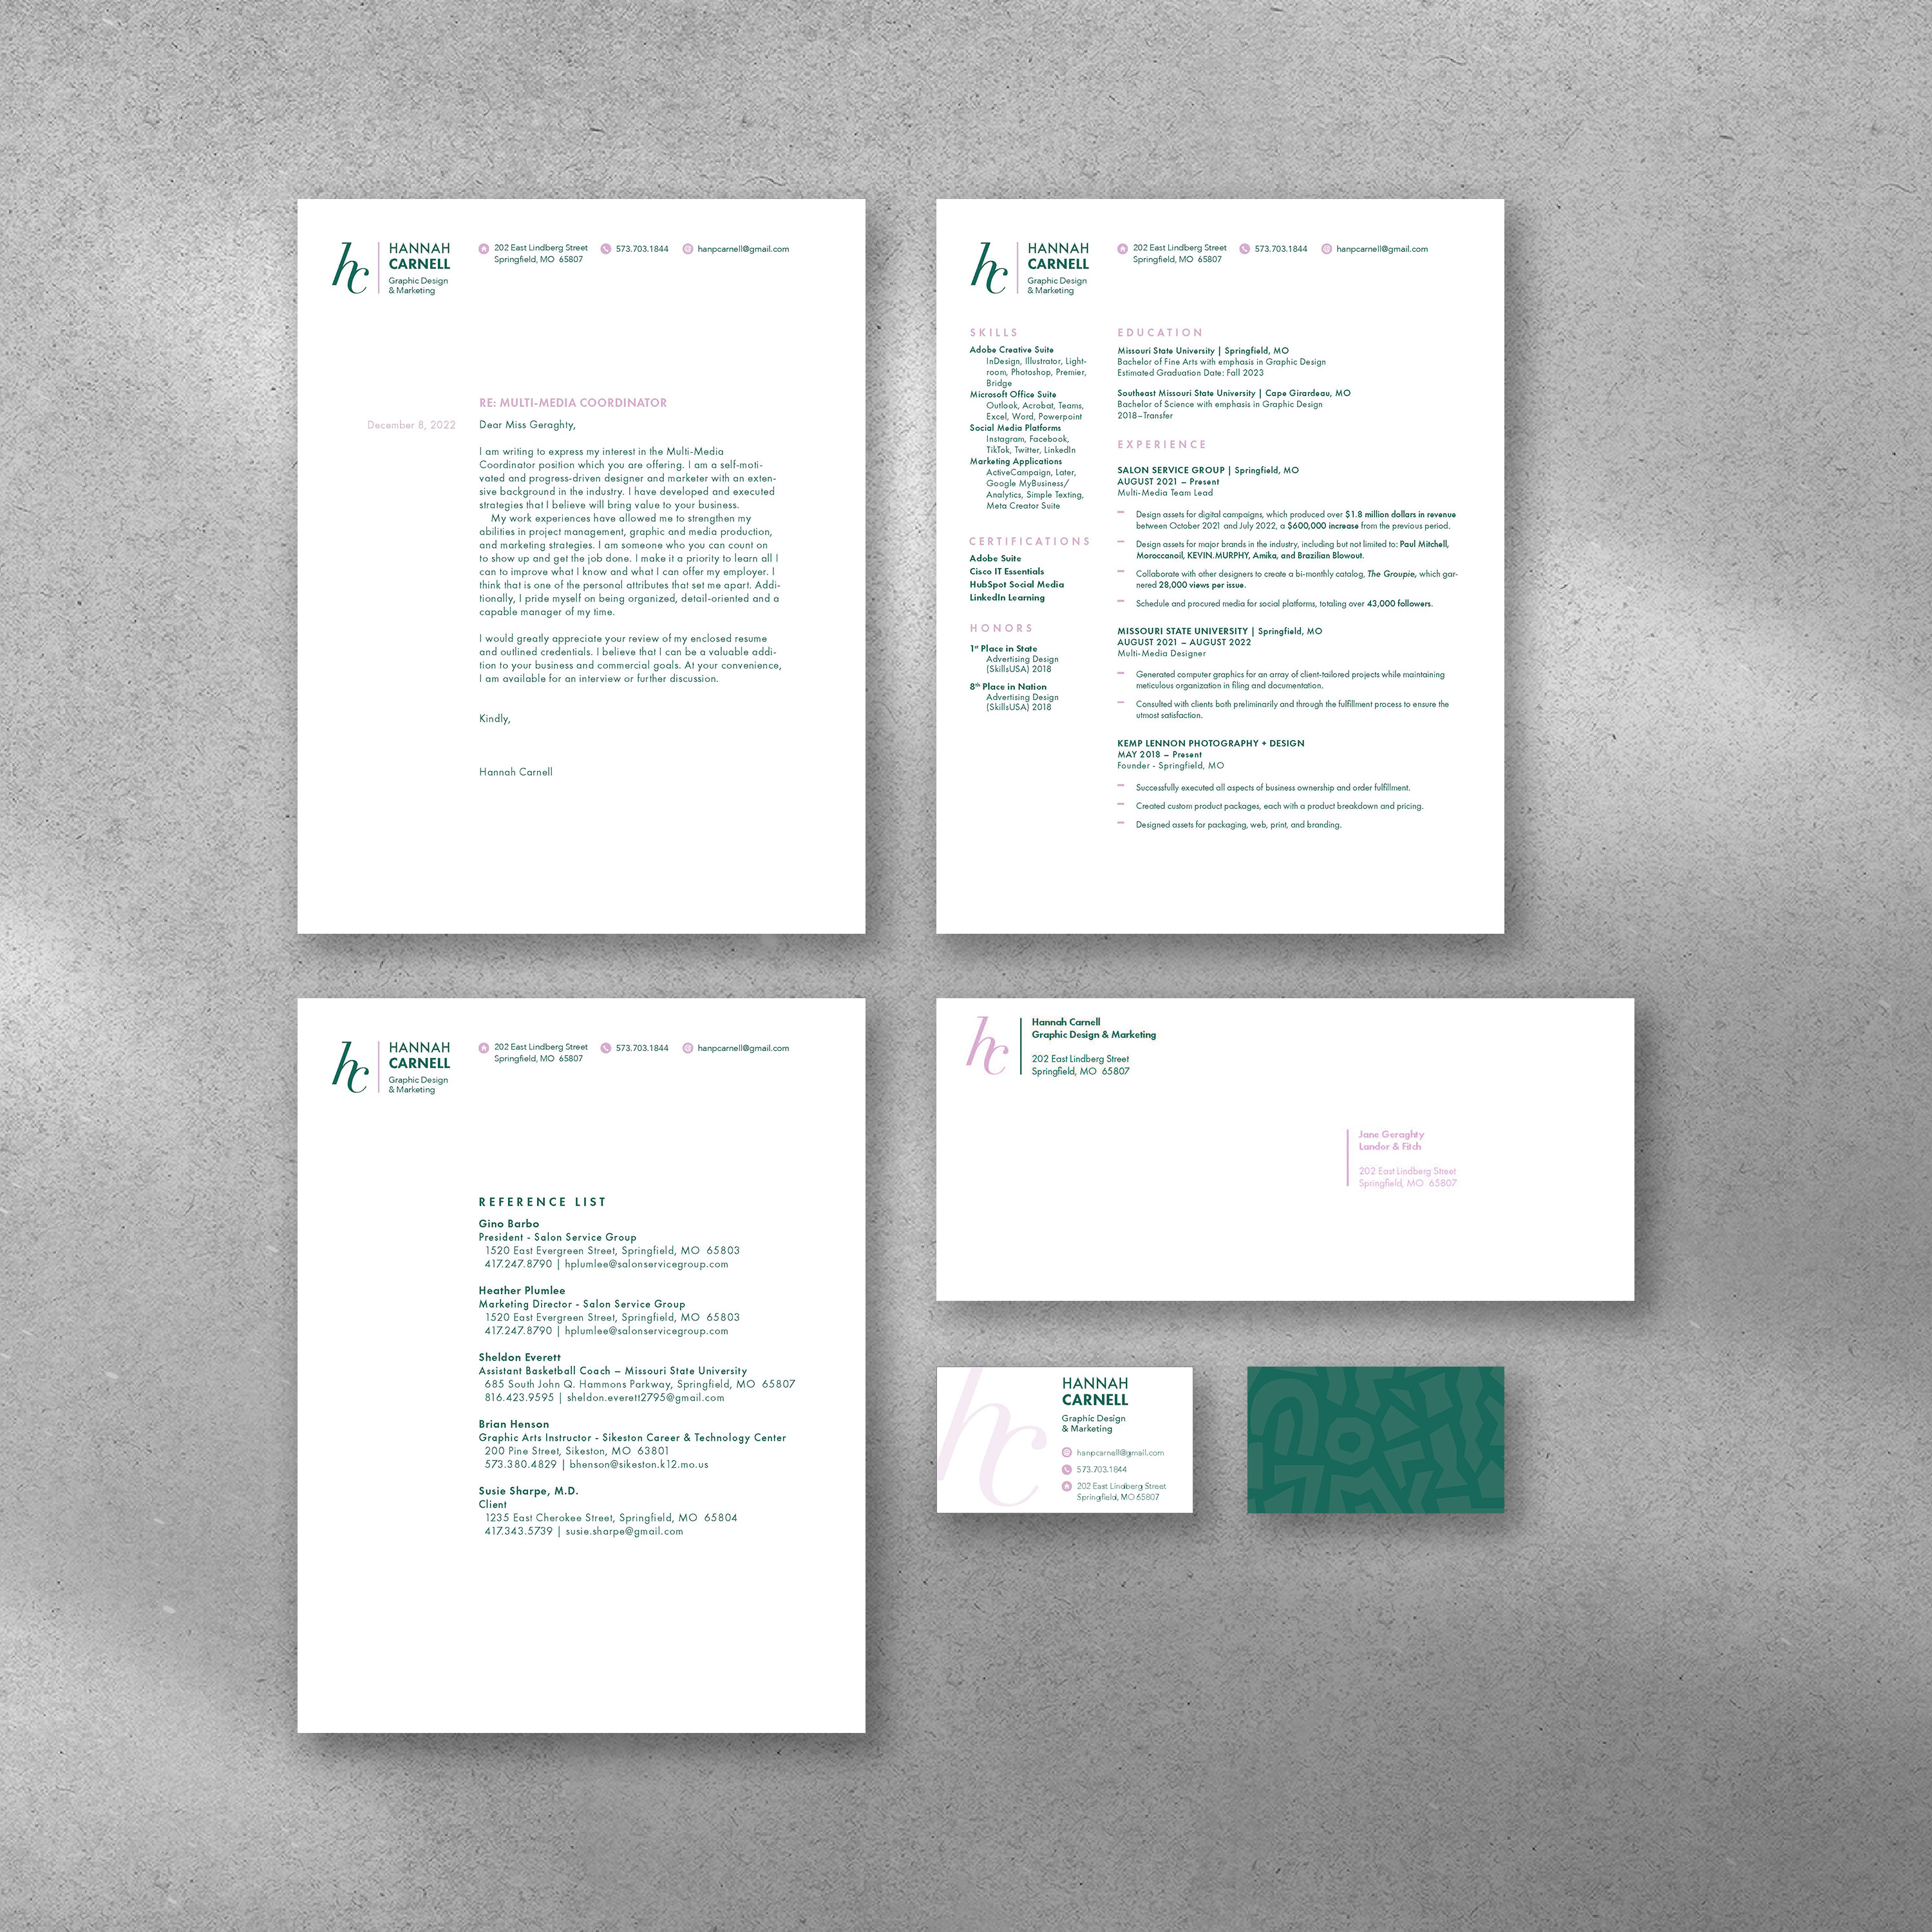 hc
HANNAH
CARNELL
Graphic Design
& Marketing
202 East Lindberg Street
Springfield, MO 65807
573.703.1844
hanpcarnell@gmail.com
RE: MULTI-MEDIA COORDINATOR
December 8, 2022
Dear Miss Geraghty,
I am writing to express my interest in the Multi-Media
Coordinator position which you are offering. I am a self-moti-
vated and progress-driven designer and marketer with an exten-
sive background in the industry. I have developed and executed
strategies that I believe will bring value to your business.
My work experiences have allowed me to strengthen my
abilities in project management, graphic and media production,
and marketing strategies. I am someone who you can count on
to show up and get the job done. I make it a priority to learn all I
can to improve what I know and what I can offer my employer. I
think that is one of the personal attributes that set me apart. Addi-
tionally, I pride myself on being organized, detail-oriented and a
capable manager of my time.
I would greatly appreciate your review of my enclosed resume
and outlined credentials. I believe that I can be a valuable addi-
tion to your business and commercial goals. At your convenience,
I am available for an interview or further discussion.
Kindly,
Hannah Carnell
hc
HANNAH
CARNELL
Graphic Design
& Marketing
202 East Lindberg Street
Springfield, MO 65807
573.703.1844
hanpcarnell@gmail.com
SKILLS
Adobe Creative Suite
InDesign, Illustrator, Light-
room, Photoshop, Premier,
Bridge
Microsoft Office Suite
Outlook, Acrobat, Teams,
Excel, Word, Powerpoint
Social Media Platforms
Instagram, Facebook,
TikTok, Twitter, LinkedIn
Marketing Applications
ActiveCampaign, Later,
Google MyBusiness/
Analytics, Simple Texting,
Meta Creator Suite
CERTIFICATIONS
Adobe Suite
Cisco IT Essentials
HubSpot Social Media
LinkedIn Learning
HONORS
1st Place in State
Advertising Design
(SkillsUSA) 2018
8th Place in Nation
Advertising Design
(SkillsUSA) 2018
EDUCATION
Missouri State University | Springfield, MO
Bachelor of Fine Arts with emphasis in Graphic Design
Estimated Graduation Date: Fall 2023
Southeast Missouri State University | Cape Girardeau, MO
Bachelor of Science with emphasis in Graphic Design
2018–Transfer
EXPERIENCE
SALON SERVICE GROUP | Springfield, MO
AUGUST 2021 – Present
Multi-Media Team Lead
Design assets for digital campaigns, which produced over $1.8 million dollars in revenue
between October 2021 and July 2022, a $600,000 increase from the previous period.
Design assets for major brands in the industry, including but not limited to: Paul Mitchell,
Moroccanoil, KEVIN.MURPHY, Amika, and Brazilian Blowout.
Collaborate with other designers to create a bi-monthly catalog, The Groupie, which gar-
nered 28,000 views per issue.
Schedule and procured media for social platforms, totaling over 43,000 followers.
MISSOURI STATE UNIVERSITY | Springfield, MO
AUGUST 2021 – AUGUST 2022
Multi-Media Designer
Generated computer graphics for an array of client-tailored projects while maintaining
meticulous organization in filing and documentation.
Consulted with clients both preliminarily and through the fulfillment process to ensure the
utmost satisfaction.
KEMP LENNON PHOTOGRAPHY + DESIGN
MAY 2018 – Present
Founder - Springfield, MO
Successfully executed all aspects of business ownership and order fulfillment.
Created custom product packages, each with a product breakdown and pricing.
Designed assets for packaging, web, print, and branding.
hc
HANNAH
CARNELL
Graphic Design
& Marketing
202 East Lindberg Street
Springfield, MO 65807
573.703.1844
hanpcarnell@gmail.com
REFERENCE LIST
Gino Barbo
President - Salon Service Group
1520 East Evergreen Street, Springfield, MO 65803
417.247.8790 | hplumlee@salonservicegroup.com
Heather Plumlee
Marketing Director - Salon Service Group
1520 East Evergreen Street, Springfield, MO 65803
417.247.8790 | hplumlee@salonservicegroup.com
Sheldon Everett
Assistant Basketball Coach – Missouri State University
685 South John Q. Hammons Parkway, Springfield, MO 65807
816.423.9595 | sheldon.everett2795@gmail.com
Brian Henson
Graphic Arts Instructor - Sikeston Career & Technology Center
200 Pine Street, Sikeston, MO 63801
573.380.4829 | bhenson@sikeston.k12.mo.us
Susie Sharpe, M.D.
Client
1235 East Cherokee Street, Springfield, MO 65804
417.343.5739 | susie.sharpe@gmail.com
hc
Hannah Carnell
Graphic Design & Marketing
202 East Lindberg Street
Springfield, MO 65807
Jane Geraghty
Landor & Fitch
202 East Lindberg Street
Springfield, MO 65807
hc
HANNAH
CARNELL
Graphic Design
& Marketing
hanpcarnell@gmail.com
573.703.1844
202 East Lindberg Street
Springfield, MO 65807